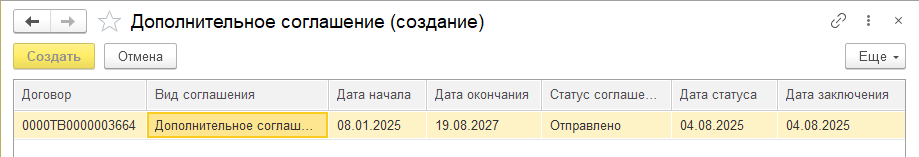 Дополнительное соглашение (создание)
Создать Отмена Еще
Договор Вид соглашения Дата начала Дата окончания Статус соглаше... Дата статуса Дата заключения
0000ТВ0000003664 Дополнительное соглаш... 08.01.2025 19.08.2027 Отправлено 04.08.2025 04.08.2025